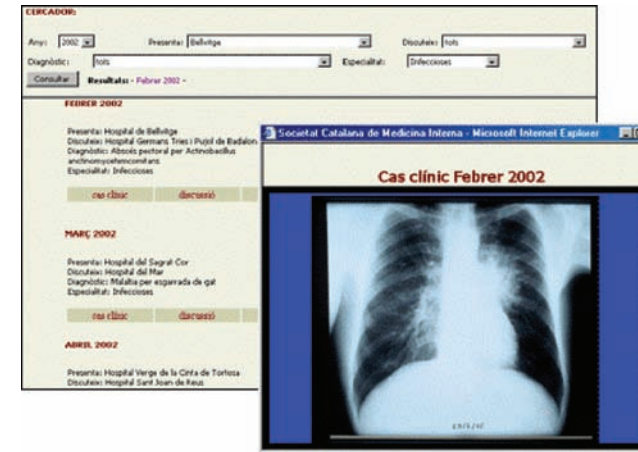 CERCADOR:
Any: 2002 Presenta: Bellvitge Discuteix: tots
Diagnòstic: tots Especialitat: Infeccioses
Consultar Resultats: - Febrer 2002 -
FEBRER 2002
Presenta: Hospital de Bellvitge
Discuteix: Hospital Germans Trias i Pujol de Badalon
Diagnòstic: Abscés pectoral per Actinobacillus
anctinomycetemcomitans
Especialitat: Infeccioses
cas clínic discussió
MARÇ 2002
Presenta: Hospital del Sagrat Cor
Discuteix: Hospital del Mar
Diagnòstic: Malaltia per esgarrada de gat
Especialitat: Infeccioses
cas clínic discussió
ABRIL 2002
Presenta: Hospital Verge de la Cinta de Tortosa
Discuteix: Hospital Sant Joan de Reus
Societat Catalana de Medicina Interna - Microsoft Internet Explorer
Cas clínic Febrer 2002